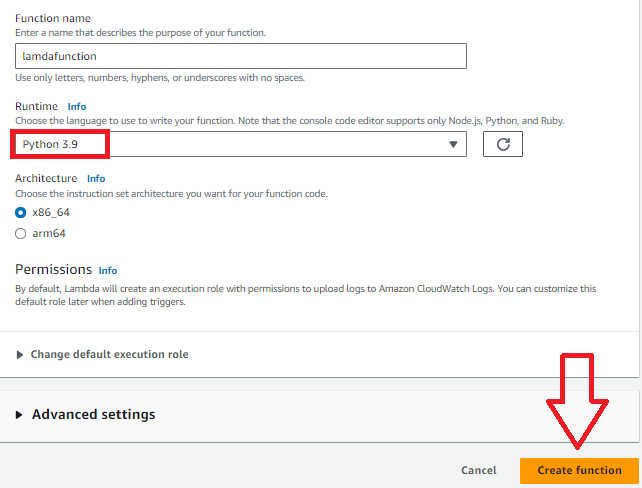 Function name
Enter a name that describes the purpose of your function.
lamdafunction
Use only letters, numbers, hyphens, or underscores with no spaces.
Runtime Info
Choose the language to use to write your function. Note that the console code editor supports only Node.js, Python, and Ruby.
Python 3.9
Architecture Info
Choose the instruction set architecture you want for your function code.
x86_64
arm64
Permissions Info
By default, Lambda will create an execution role with permissions to upload logs to Amazon CloudWatch Logs. You can customize this
default role later when adding triggers.
Change default execution role
Advanced settings
Cancel Create function